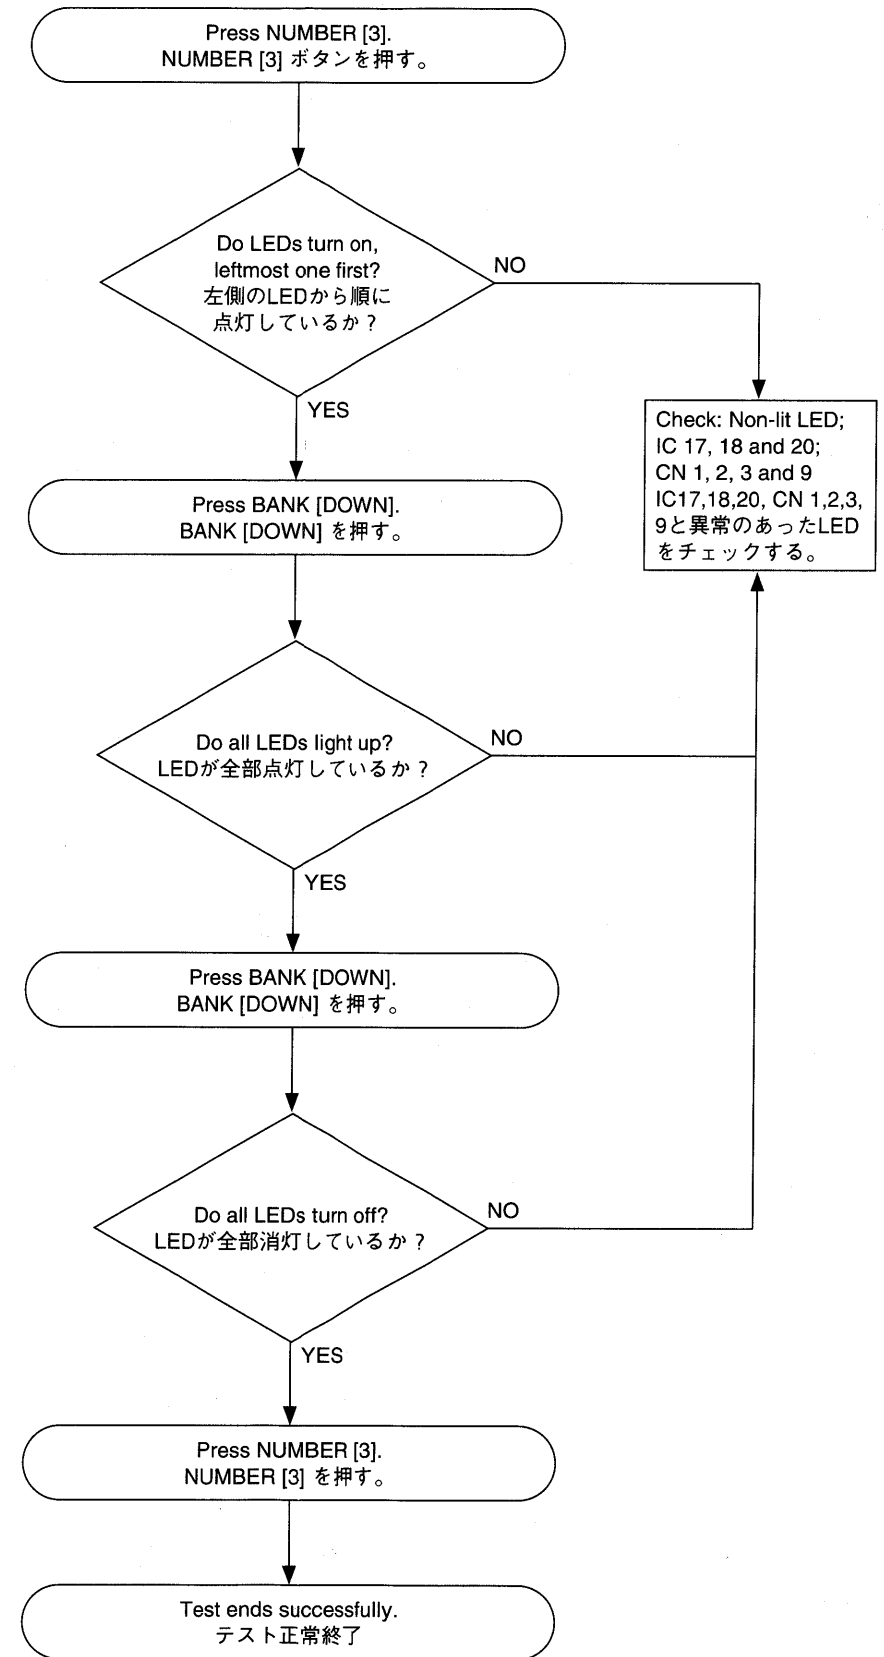 Press NUMBER [3].
NUMBER [3] ボタンを押す。
Do LEDs turn on,
leftmost one first?
左側のLEDから順に
点灯しているか？
NO
YES
Check: Non-lit LED;
IC 17, 18 and 20;
CN 1, 2, 3 and 9
IC17,18,20, CN 1,2,3,
9と異常のあったLED
をチェックする。
Press BANK [DOWN].
BANK [DOWN] を押す。
Do all LEDs light up?
LEDが全部点灯しているか？
NO
YES
Press BANK [DOWN].
BANK [DOWN] を押す。
Do all LEDs turn off?
LEDが全部消灯しているか？
NO
YES
Press NUMBER [3].
NUMBER [3] を押す。
Test ends successfully.
テスト正常終了